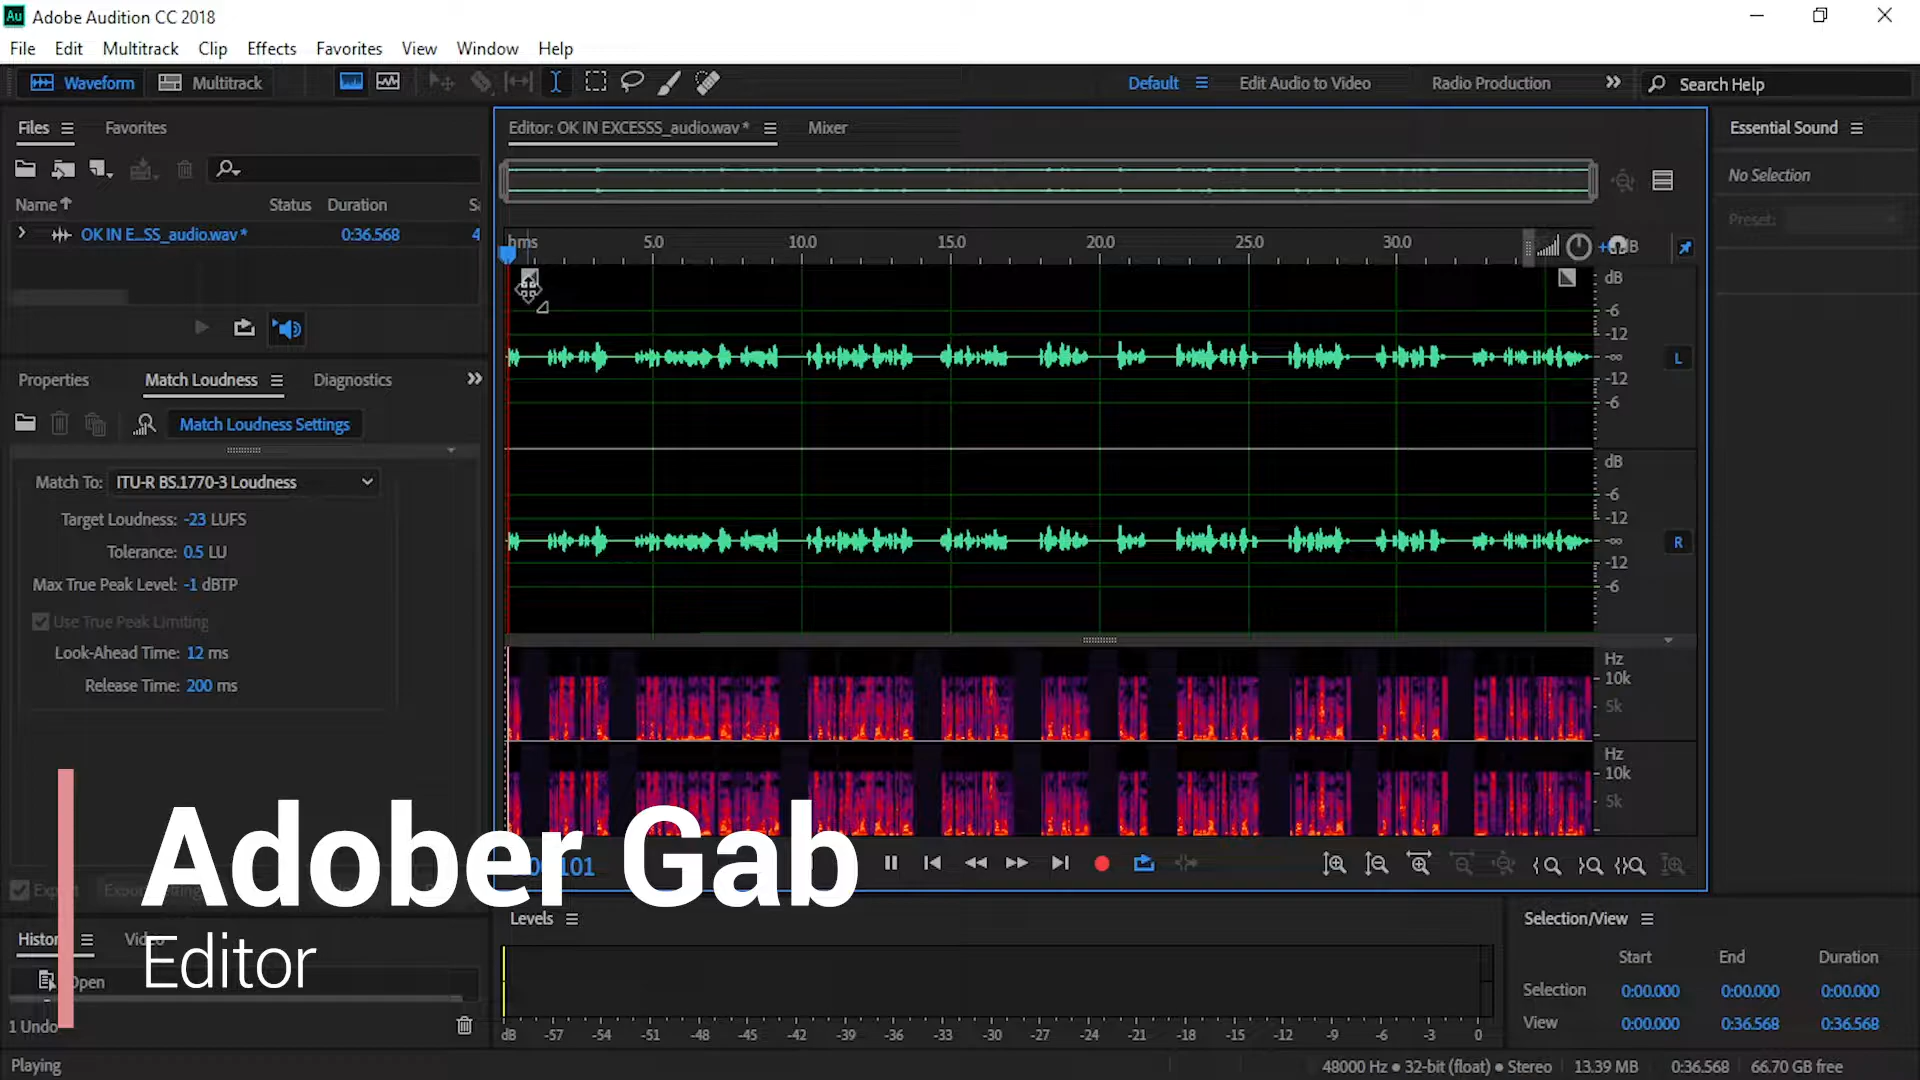 Au Adobe Audition CC 2018
File Edit Multitrack Clip Effects Favorites View Window Help
Waveform Multitrack Default Edit Audio to Video Radio Production Search Help
Files Favorites
Name Status Duration
OK IN E...SS_audio.wav * 0:36.568 4
Properties Match Loudness Diagnostics
Match Loudness Settings
Match To: ITU-R BS.1770-3 Loudness
Target Loudness: -23 LUFS
Tolerance: 0.5 LU
Max True Peak Level: -1 dBTP
Use True Peak Limiting
Look-Ahead Time: 12 ms
Release Time: 200 ms
Editor: OK IN EXCESSS_audio.wav * Mixer
hms 5.0 10.0 15.0 20.0 25.0 30.0
dB
-6
-12
-∞
-12
-6
L
dB
-6
-12
-∞
-12
-6
R
Hz
10k
5k
Hz
10k
5k
Essential Sound
No Selection
Preset:
Adober Gab
Editor
Video
Open
1 Undo
Playing
Levels
dB -57 -54 -51 -48 -45 -42 -39 -36 -33 -30 -27 -24 -21 -18 -15 -12 -9 -6 -3 0
Selection/View
Start End Duration
Selection 0:00.000 0:00.000 0:00.000
View 0:00.000 0:36.568 0:36.568
48000 Hz ● 32-bit (float) ● Stereo 13.39 MB 0:36.568 66.70 GB free